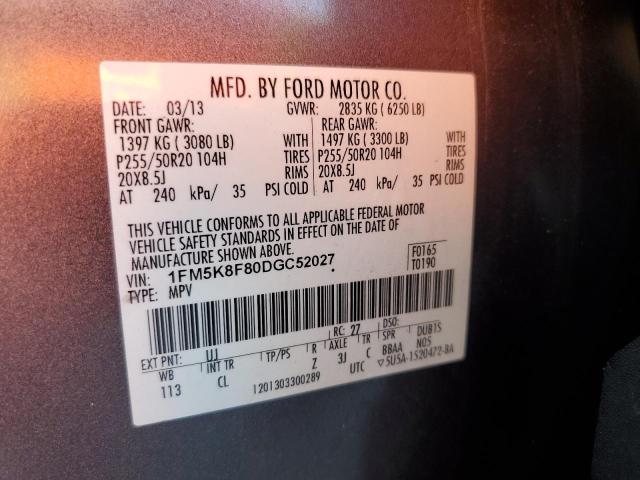 MFD. BY FORD MOTOR CO.
DATE: 03/13 GVWR: 2835 KG ( 6250 LB)
FRONT GAWR: REAR GAWR:
1397 KG ( 3080 LB) WITH 1497 KG ( 3300 LB) WITH
P255/50R20 104H TIRES P255/50R20 104H TIRES
20X8.5J RIMS 20X8.5J RIMS
AT 240 kPa/ 35 PSI COLD AT 240 kPa/ 35 PSI COLD
THIS VEHICLE CONFORMS TO ALL APPLICABLE FEDERAL MOTOR
VEHICLE SAFETY STANDARDS IN EFFECT ON THE DATE OF
MANUFACTURE SHOWN ABOVE.
VIN: 1FM5K8F80DGC52027 F0165
TYPE: MPV T0190
RC: 27 DSO:
EXT PNT: UJ
WB INT TR TP/PS R AXLE TR SPR DUB1S
113 CL Z 3J C BBAA N0S
1201303300289 UTC ▽5U5A-1520472-BA